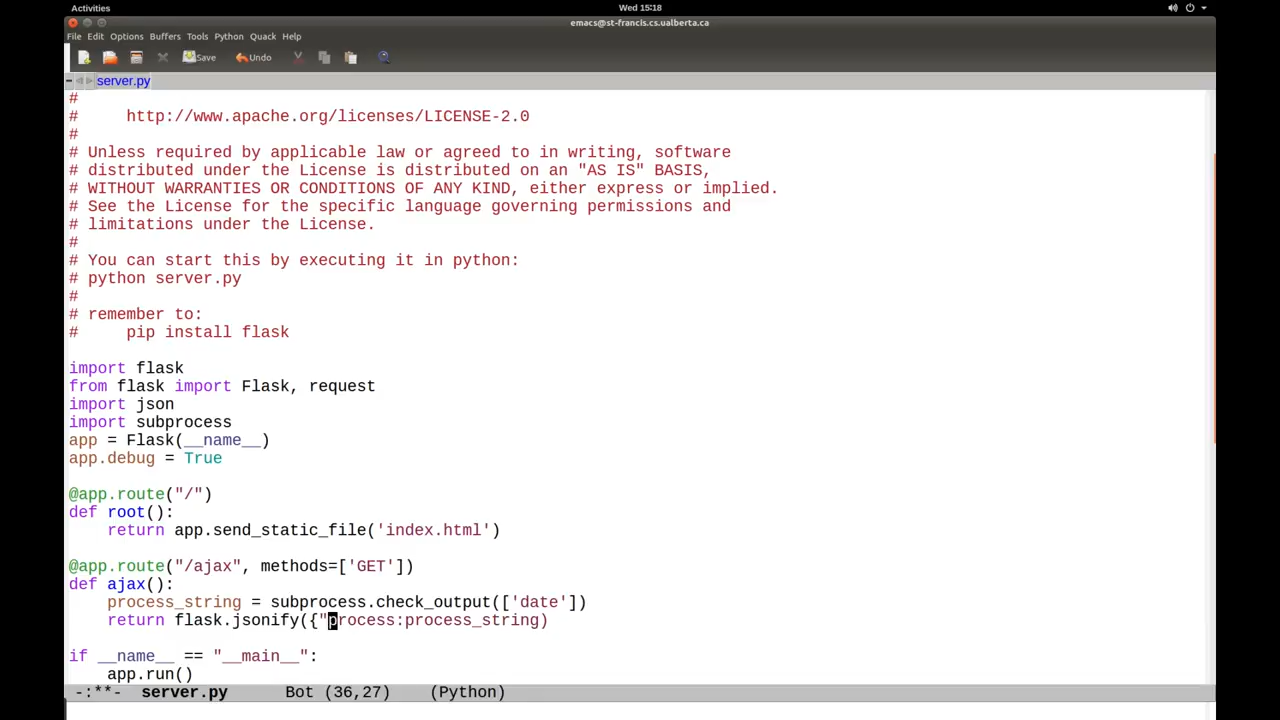 Activities
Wed 15:18
emacs@st-francis.cs.ualberta.ca
File Edit Options Buffers Tools Python Quack Help
Save Undo
server.py
#
#     http://www.apache.org/licenses/LICENSE-2.0
#
# Unless required by applicable law or agreed to in writing, software
# distributed under the License is distributed on an "AS IS" BASIS,
# WITHOUT WARRANTIES OR CONDITIONS OF ANY KIND, either express or implied.
# See the License for the specific language governing permissions and
# limitations under the License.
#
# You can start this by executing it in python:
# python server.py
#
# remember to:
#     pip install flask
import flask
from flask import Flask, request
import json
import subprocess
app = Flask(__name__)
app.debug = True
@app.route("/")
def root():
    return app.send_static_file('index.html')
@app.route("/ajax", methods=['GET'])
def ajax():
    process_string = subprocess.check_output(['date'])
    return flask.jsonify({"process:process_string)
if __name__ == "__main__":
    app.run()
-:**-  server.py      Bot (36,27)    (Python)